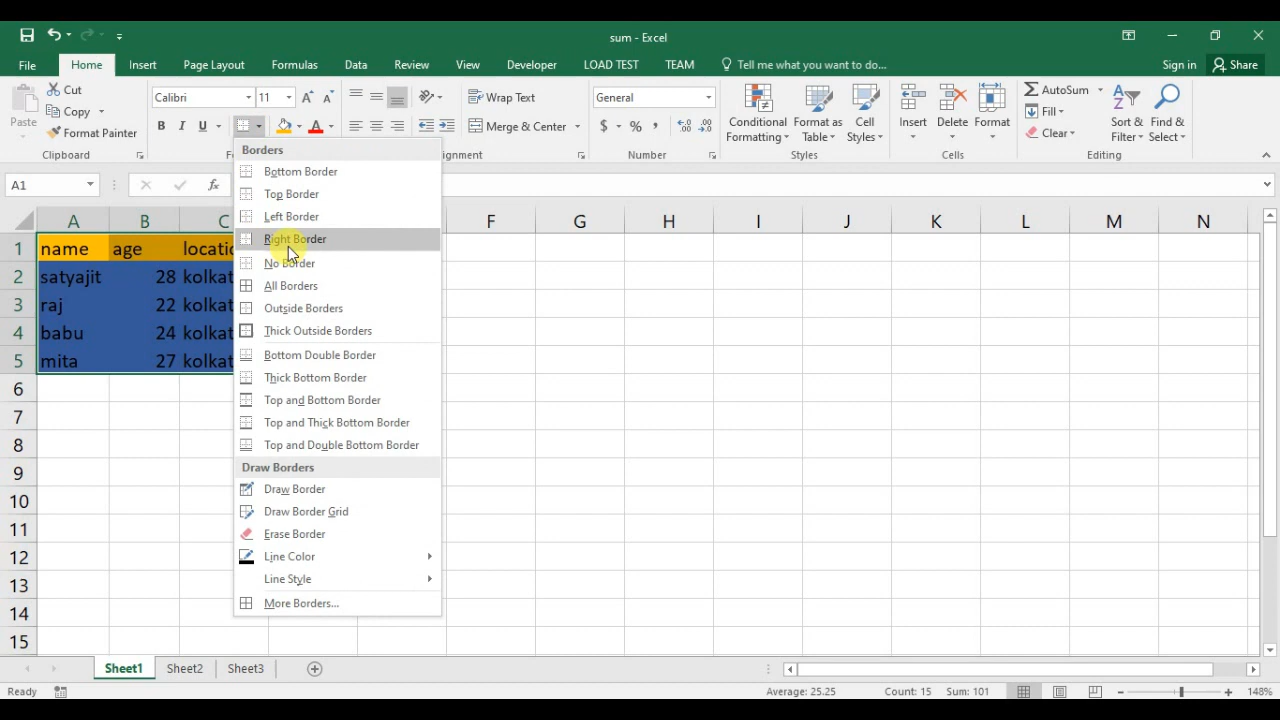 sum - Excel
File Home Insert Page Layout Formulas Data Review View Developer LOAD TEST TEAM Tell me what you want to do... Sign in Share
Paste
Cut
Copy
Format Painter
Clipboard
Calibri 11
B I U
Wrap Text
Merge & Center
General
$ % ,
Number
Conditional Formatting
Format as Table
Cell Styles
Styles
Insert Delete Format
Cells
AutoSum
Fill
Clear
Sort & Filter
Find & Select
Editing
A1
fx
Borders
Bottom Border
Top Border
Left Border
Right Border
No Border
All Borders
Outside Borders
Thick Outside Borders
Bottom Double Border
Thick Bottom Border
Top and Bottom Border
Top and Thick Bottom Border
Top and Double Bottom Border
Draw Borders
Draw Border
Draw Border Grid
Erase Border
Line Color
Line Style
More Borders...
A B C F G H I J K L M N
1 name age
2 satyajit 28
3 raj 22
4 babu 24
5 mita 27
6
7
8
9
10
11
12
13
14
15
Sheet1 Sheet2 Sheet3
Ready Average: 25.25 Count: 15 Sum: 101 148%